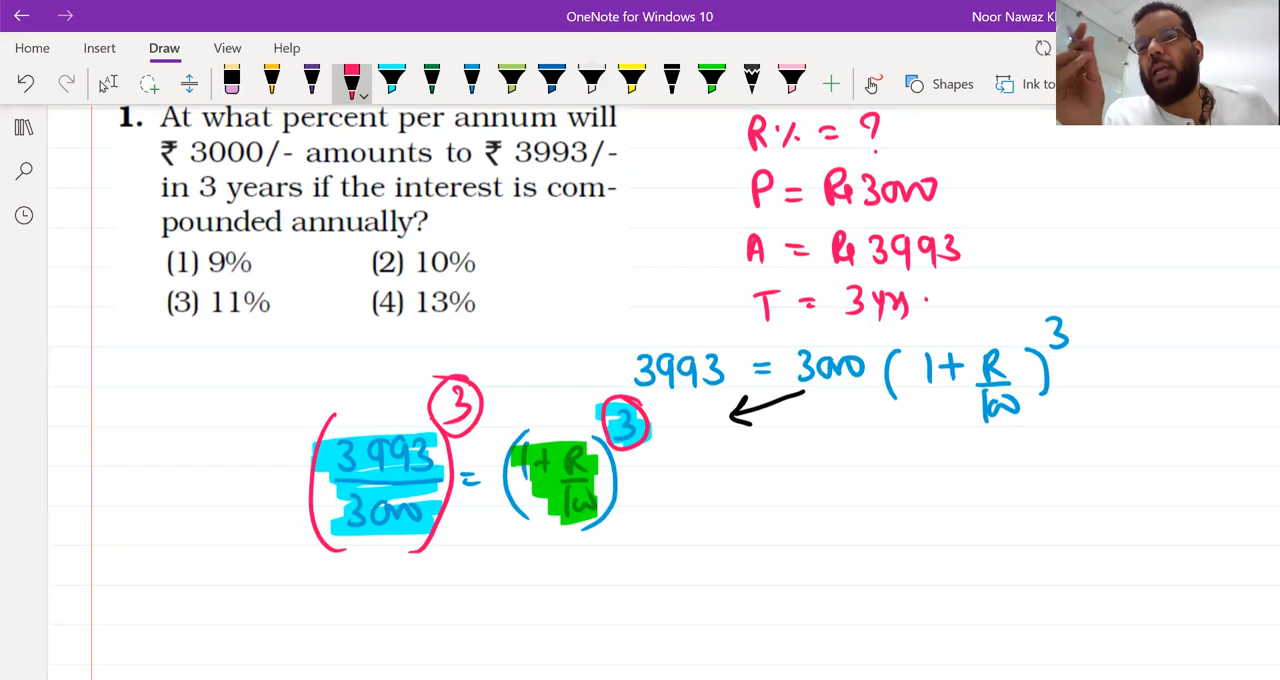 OneNote for Windows 10
Noor Nawaz Kh
Home Insert Draw View Help
Shapes
Ink to
1. At what percent per annum will
₹ 3000/- amounts to ₹ 3993/-
in 3 years if the interest is com-
pounded annually?
(1) 9% (2) 10%
(3) 11% (4) 13%
R% = ?
P = Rs 3000
A = Rs 3993
T = 3 yrs.
3993 = 3000 (1 + R/100)^3
(3993/3000)^3 = (1 + R/100)^3